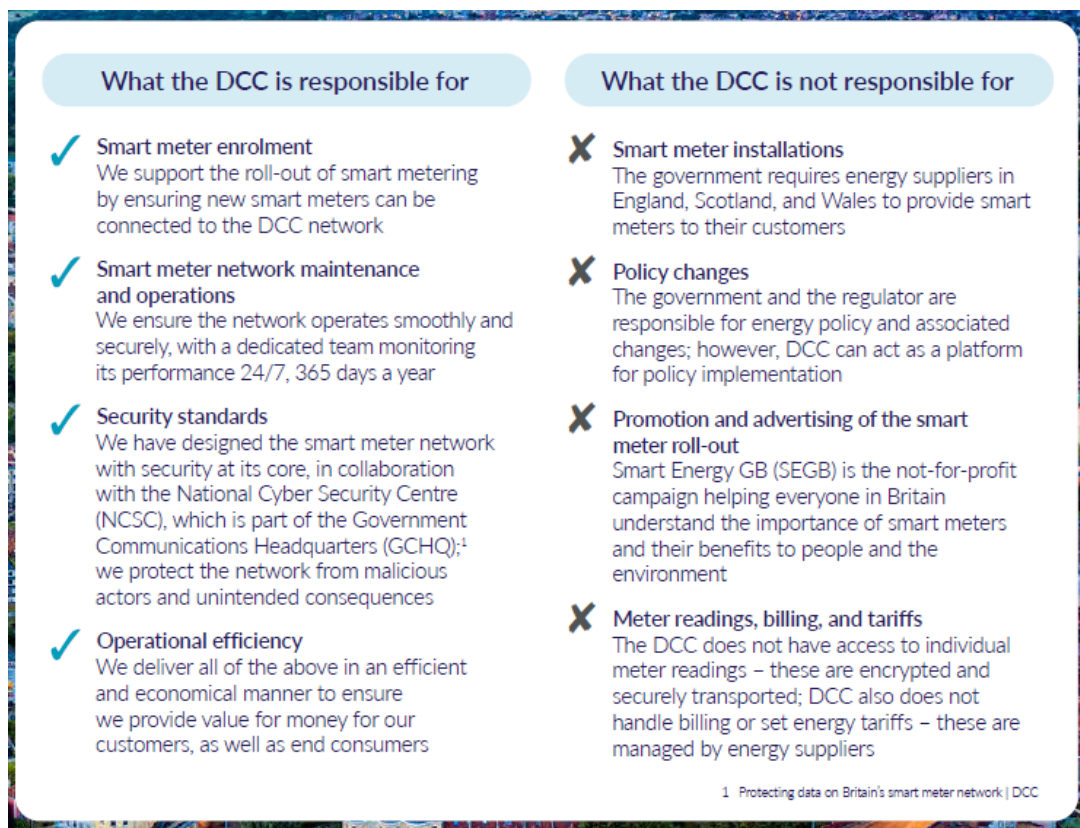 What the DCC is responsible for
Smart meter enrolment
We support the roll-out of smart metering
by ensuring new smart meters can be
connected to the DCC network
Smart meter network maintenance
and operations
We ensure the network operates smoothly and
securely, with a dedicated team monitoring
its performance 24/7, 365 days a year
Security standards
We have designed the smart meter network
with security at its core, in collaboration
with the National Cyber Security Centre
(NCSC), which is part of the Government
Communications Headquarters (GCHQ);¹
we protect the network from malicious
actors and unintended consequences
Operational efficiency
We deliver all of the above in an efficient
and economical manner to ensure
we provide value for money for our
customers, as well as end consumers
What the DCC is not responsible for
Smart meter installations
The government requires energy suppliers in
England, Scotland, and Wales to provide smart
meters to their customers
Policy changes
The government and the regulator are
responsible for energy policy and associated
changes; however, DCC can act as a platform
for policy implementation
Promotion and advertising of the smart
meter roll-out
Smart Energy GB (SEGB) is the not-for-profit
campaign helping everyone in Britain
understand the importance of smart meters
and their benefits to people and the
environment
Meter readings, billing, and tariffs
The DCC does not have access to individual
meter readings – these are encrypted and
securely transported; DCC also does not
handle billing or set energy tariffs – these are
managed by energy suppliers
1 Protecting data on Britain's smart meter network | DCC